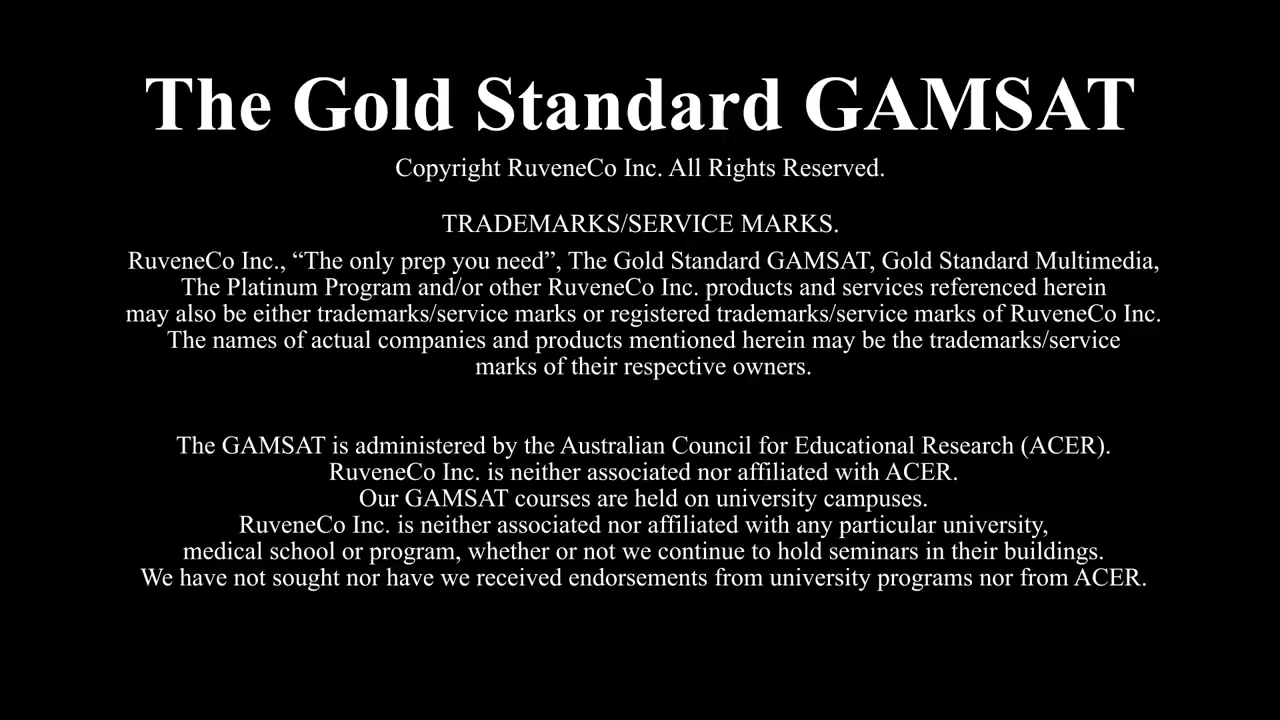 The Gold Standard GAMSAT
Copyright RuveneCo Inc. All Rights Reserved.
TRADEMARKS/SERVICE MARKS.
RuveneCo Inc., “The only prep you need”, The Gold Standard GAMSAT, Gold Standard Multimedia,
The Platinum Program and/or other RuveneCo Inc. products and services referenced herein
may also be either trademarks/service marks or registered trademarks/service marks of RuveneCo Inc.
The names of actual companies and products mentioned herein may be the trademarks/service
marks of their respective owners.
The GAMSAT is administered by the Australian Council for Educational Research (ACER).
RuveneCo Inc. is neither associated nor affiliated with ACER.
Our GAMSAT courses are held on university campuses.
RuveneCo Inc. is neither associated nor affiliated with any particular university,
medical school or program, whether or not we continue to hold seminars in their buildings.
We have not sought nor have we received endorsements from university programs nor from ACER.